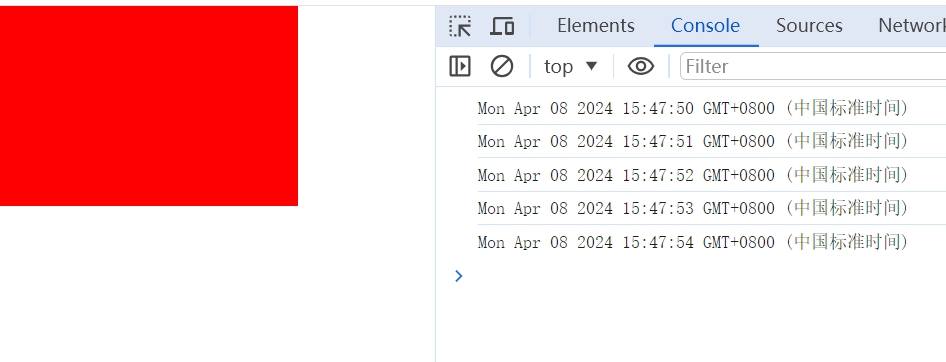 Elements Console Sources Network
top ▼ Filter
Mon Apr 08 2024 15:47:50 GMT+0800 (中国标准时间)
Mon Apr 08 2024 15:47:51 GMT+0800 (中国标准时间)
Mon Apr 08 2024 15:47:52 GMT+0800 (中国标准时间)
Mon Apr 08 2024 15:47:53 GMT+0800 (中国标准时间)
Mon Apr 08 2024 15:47:54 GMT+0800 (中国标准时间)